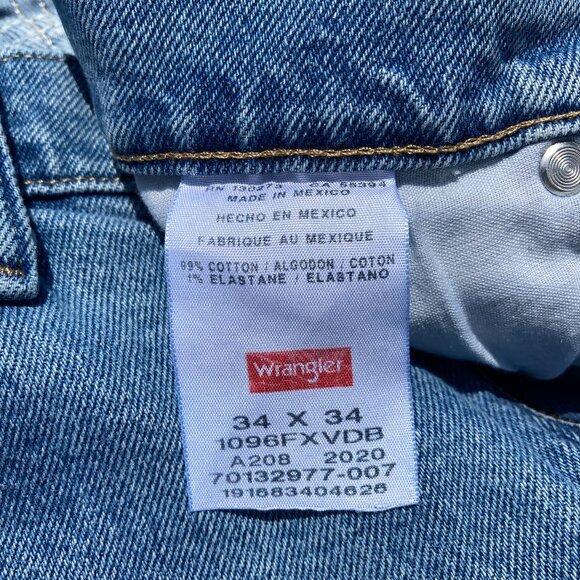 RN 130273 CA 55394
MADE IN MEXICO
HECHO EN MEXICO
FABRIQUE AU MEXIQUE
99% COTTON / ALGODON / COTON
1% ELASTANE / ELASTANO
Wrangler
34 X 34
1096FXVDB
A208 2020
70132977-007
191683404626